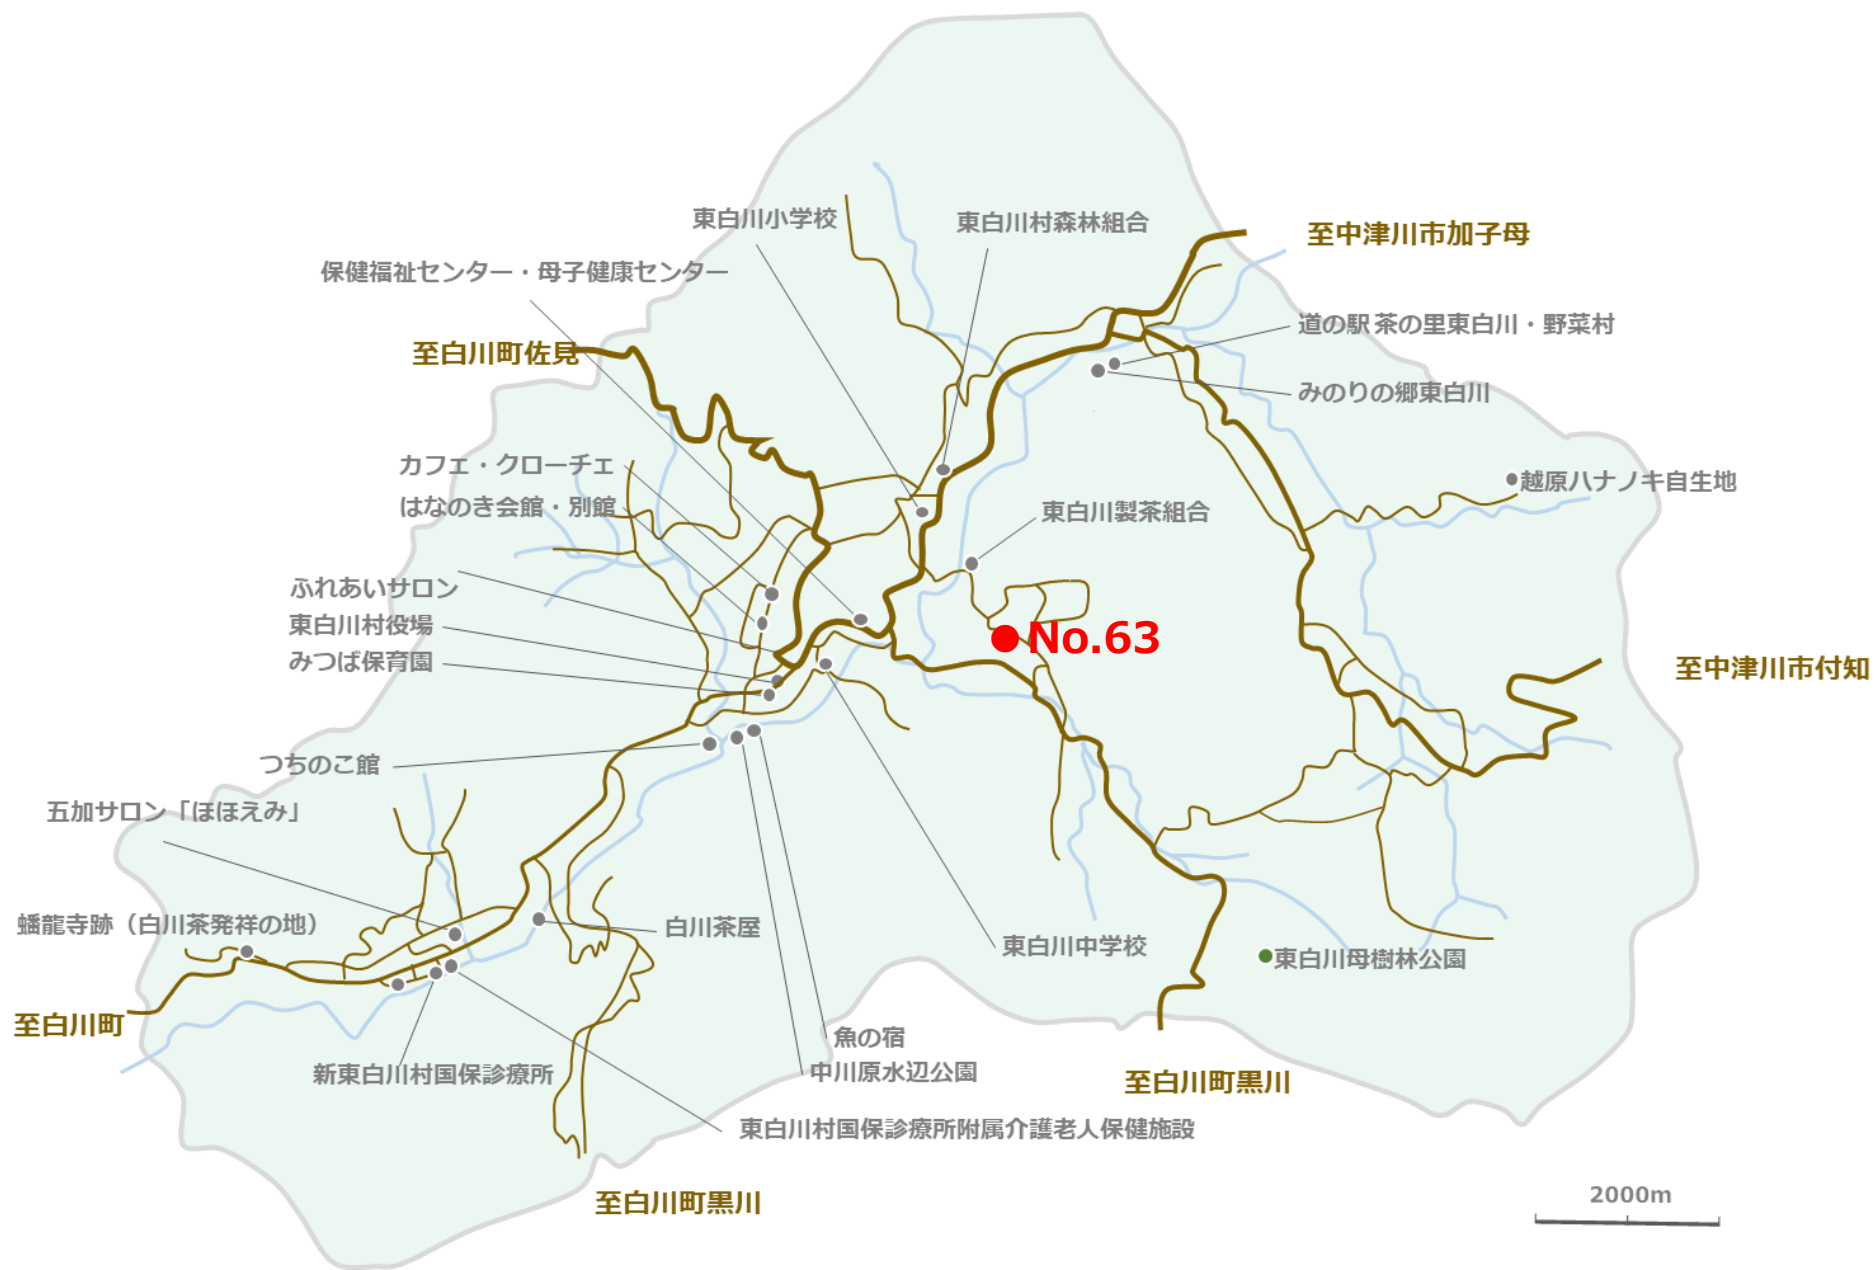 東白川小学校
東白川村森林組合
至中津川市加子母
保健福祉センター・母子健康センター
道の駅 茶の里東白川・野菜村
至白川町佐見
みのりの郷東白川
カフェ・クローチェ
越原ハナノキ自生地
はなのき会館・別館
東白川製茶組合
ふれあいサロン
東白川村役場
No.63
みつば保育園
至中津川市付知
つちのこ館
五加サロン「ほほえみ」
蟠龍寺跡（白川茶発祥の地）
白川茶屋
東白川中学校
東白川母樹林公園
至白川町
魚の宿
新東白川村国保診療所
中川原水辺公園
至白川町黒川
東白川村国保診療所附属介護老人保健施設
至白川町黒川
2000m